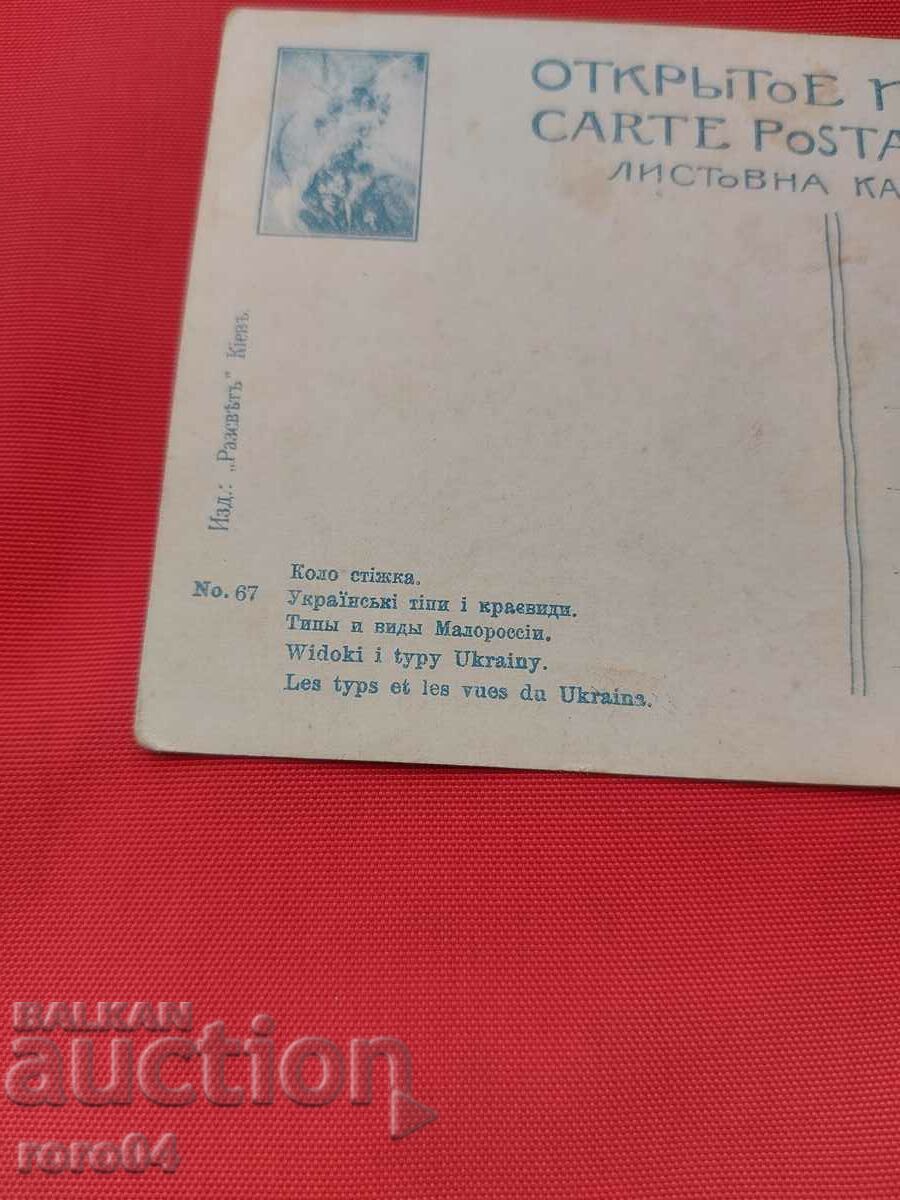 ОТКРЫТОЕ
CARTE POSTA
ЛИСТОВНА КА
Изд.: „Разсвѣтъ" Кіевъ.
No. 67
Коло стіжка.
Українські тіпи і краєвиди.
Типы и виды Малороссіи.
Widoki i typy Ukrainy.
Les typs et les vues du Ukraina.
BALKAN
auction
roro04